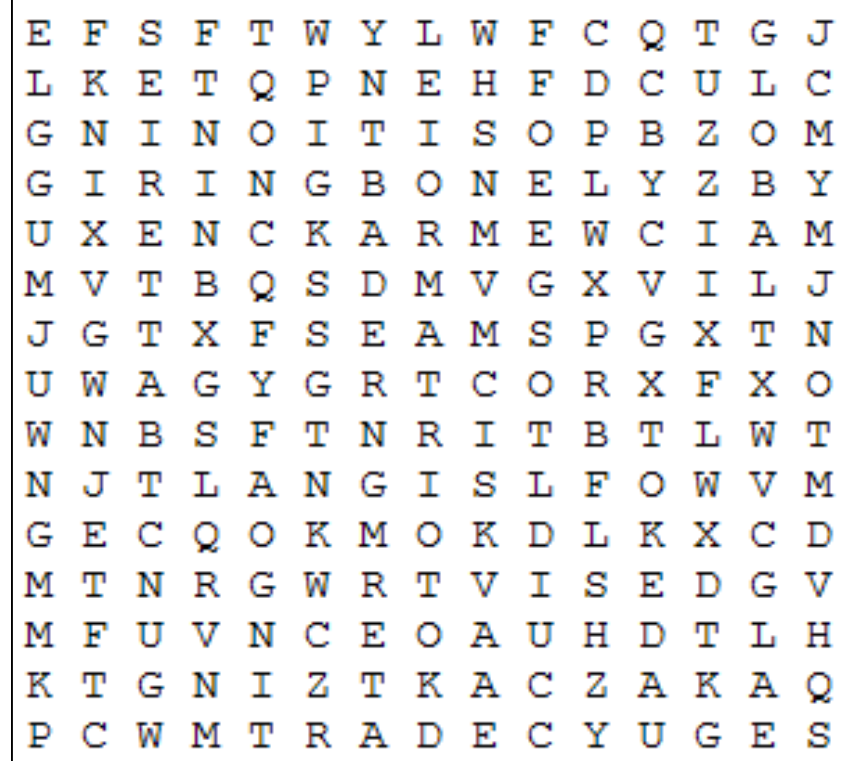 E F S F T W Y L W F C Q T G J
L K E T Q P N E H F D C U L C
G N I N O I T I S O P B Z O M
G I R I N G B O N E L Y Z B Y
U X E N C K A R M E W C I A M
M V T B Q S D M V G X V I L J
J G T X F S E A M S P G X T N
U W A G Y G R T C O R X F X O
W N B S F T N R I T B T L W T
N J T L A N G I S L F O W V M
G E C Q O K M O K D L K X C D
M T N R G W R T V I S E D G V
M F U V N C E O A U H D T L H
K T G N I Z T K A C Z A K A Q
P C W M T R A D E C Y U G E S